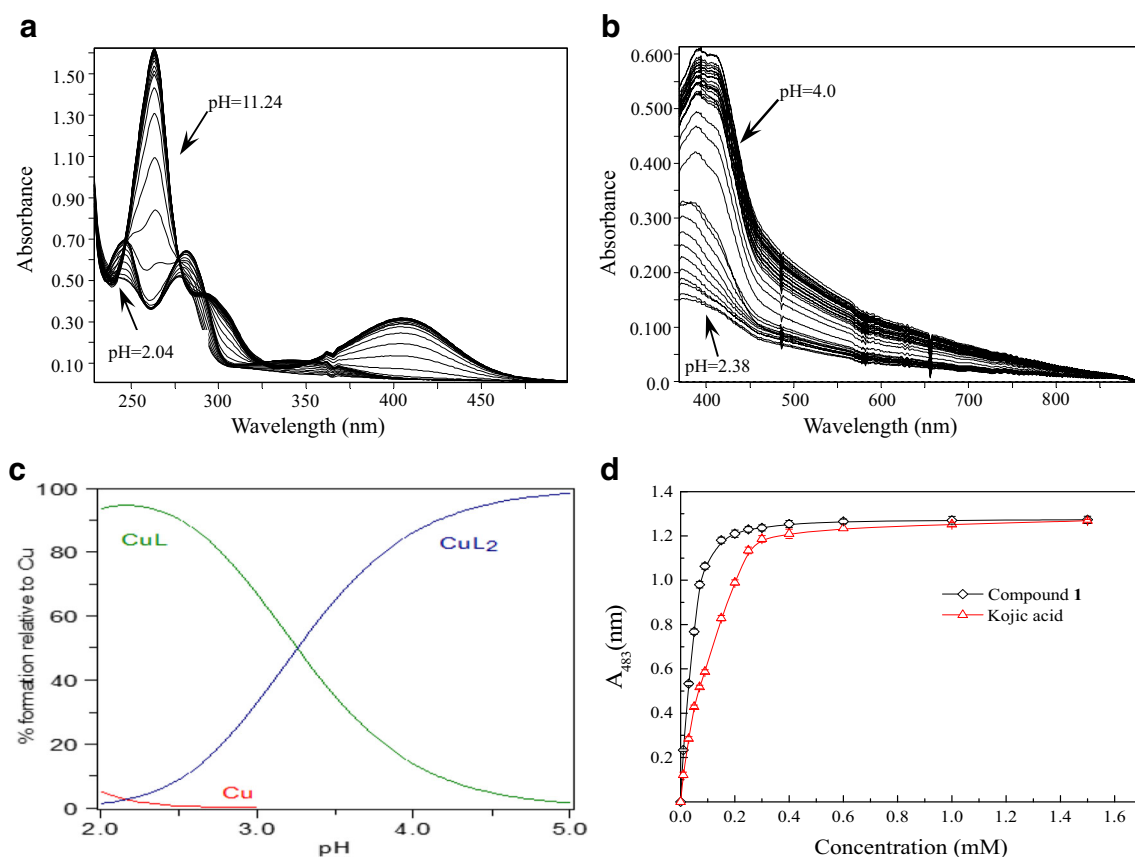 a
1.50
1.30
1.10
0.90
0.70
0.50
0.30
0.10
Absorbance
pH=11.24
pH=2.04
250 300 350 400 450
Wavelength (nm)
b
0.600
0.500
0.400
0.300
0.200
0.100
0.0
Absorbance
pH=4.0
pH=2.38
400 500 600 700 800
Wavelength (nm)
c
100
80
60
40
20
0
% formation relative to Cu
CuL
CuL2
Cu
2.0 3.0 4.0 5.0
pH
d
1.4
1.2
1.0
0.8
0.6
0.4
0.2
A483(nm)
Compound 1
Kojic acid
0.0 0.2 0.4 0.6 0.8 1.0 1.2 1.4 1.6
Concentration (mM)